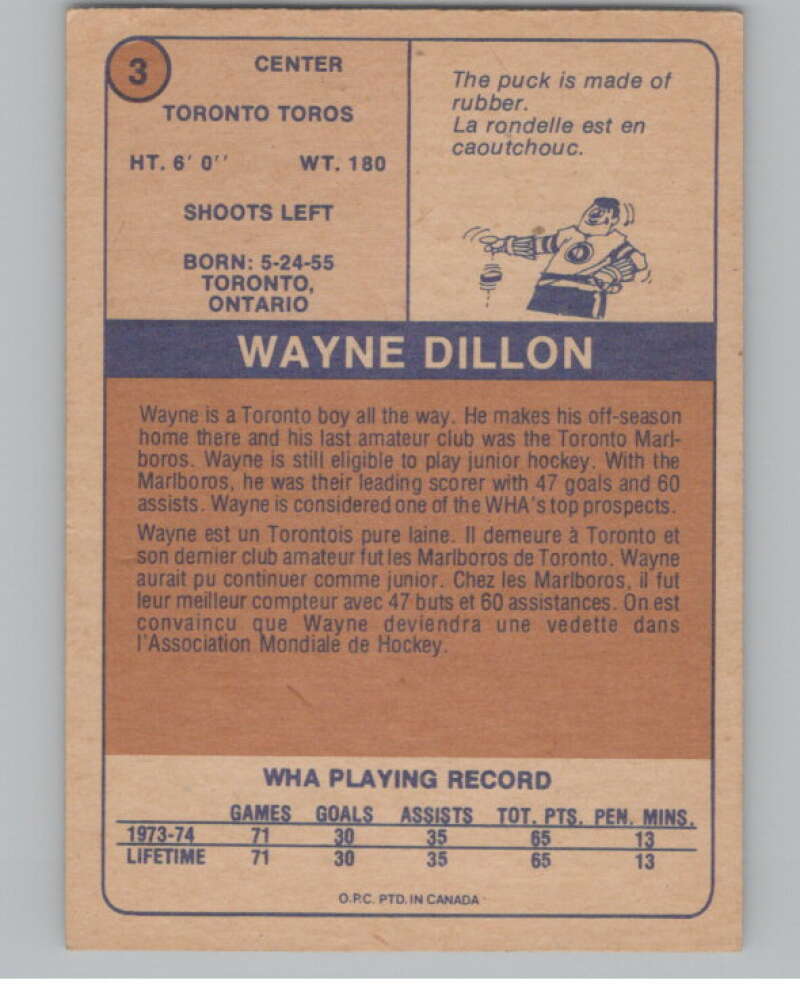 3
CENTER
TORONTO TOROS
HT. 6' 0'' WT. 180
SHOOTS LEFT
BORN: 5-24-55
TORONTO,
ONTARIO
The puck is made of
rubber.
La rondelle est en
caoutchouc.
WAYNE DILLON
Wayne is a Toronto boy all the way. He makes his off-season
home there and his last amateur club was the Toronto Marl-
boros. Wayne is still eligible to play junior hockey. With the
Marlboros, he was their leading scorer with 47 goals and 60
assists. Wayne is considered one of the WHA's top prospects.
Wayne est un Torontois pure laine. Il demeure à Toronto et
son dernier club amateur fut les Marlboros de Toronto. Wayne
aurait pu continuer comme junior. Chez les Marlboros, il fut
leur meilleur compteur avec 47 buts et 60 assistances. On est
convaincu que Wayne deviendra une vedette dans
l'Association Mondiale de Hockey.
WHA PLAYING RECORD
GAMES GOALS ASSISTS TOT. PTS. PEN. MINS.
1973-74 71 30 35 65 13
LIFETIME 71 30 35 65 13
O.P.C. PTD. IN CANADA